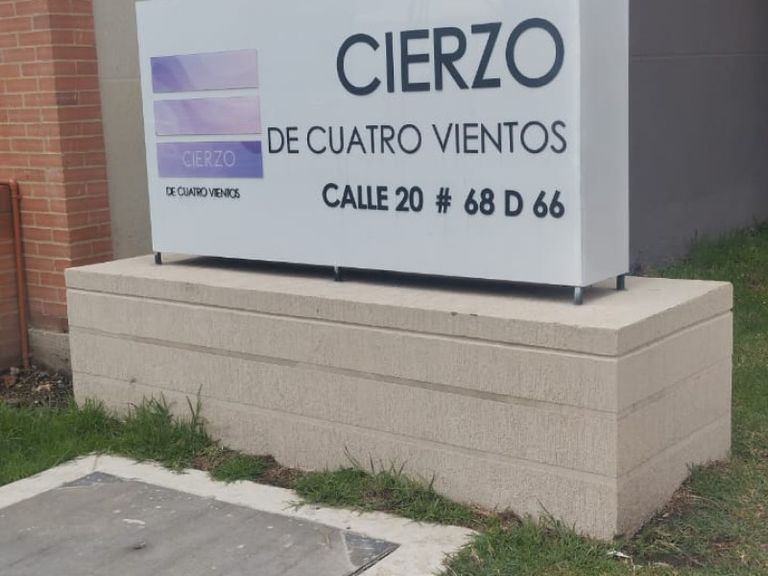 CIERZO
DE CUATRO VIENTOS
CALLE 20 # 68 D 66
CIERZO
DE CUATRO VIENTOS